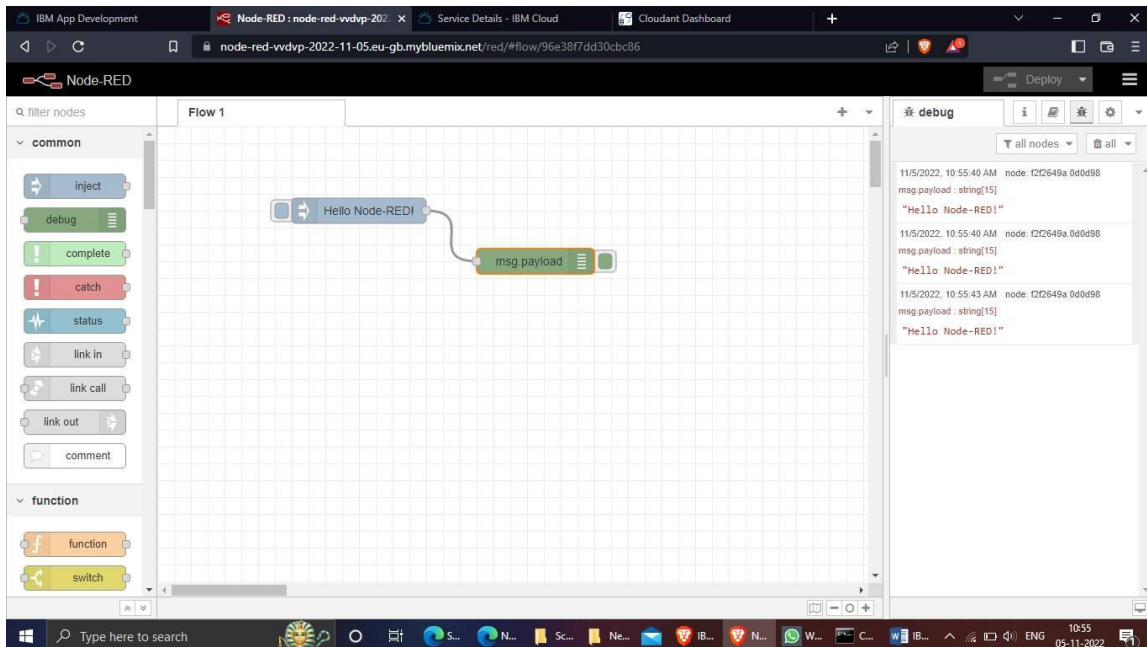 IBM App Development
Node-RED : node-red-vvdvp-202
Service Details - IBM Cloud
Cloudant Dashboard
node-red-vvdvp-2022-11-05.eu-gb.mybluemix.net/red/#flow/96e38f7dd30cbc86
Node-RED
Deploy
filter nodes
Flow 1
debug
i
common
all nodes
all
inject
debug
complete
catch
status
link in
link call
link out
comment
function
function
switch
Hello Node-RED!
msg.payload
11/5/2022, 10:55:40 AM node: f2f2649a.0d0d98
msg.payload : string[15]
"Hello Node-RED!"
11/5/2022, 10:55:40 AM node: f2f2649a.0d0d98
msg.payload : string[15]
"Hello Node-RED!"
11/5/2022, 10:55:43 AM node: f2f2649a.0d0d98
msg.payload : string[15]
"Hello Node-RED!"
Type here to search
S...
N...
Sc...
Ne...
IB...
N...
W...
C...
IB...
ENG
10:55
05-11-2022